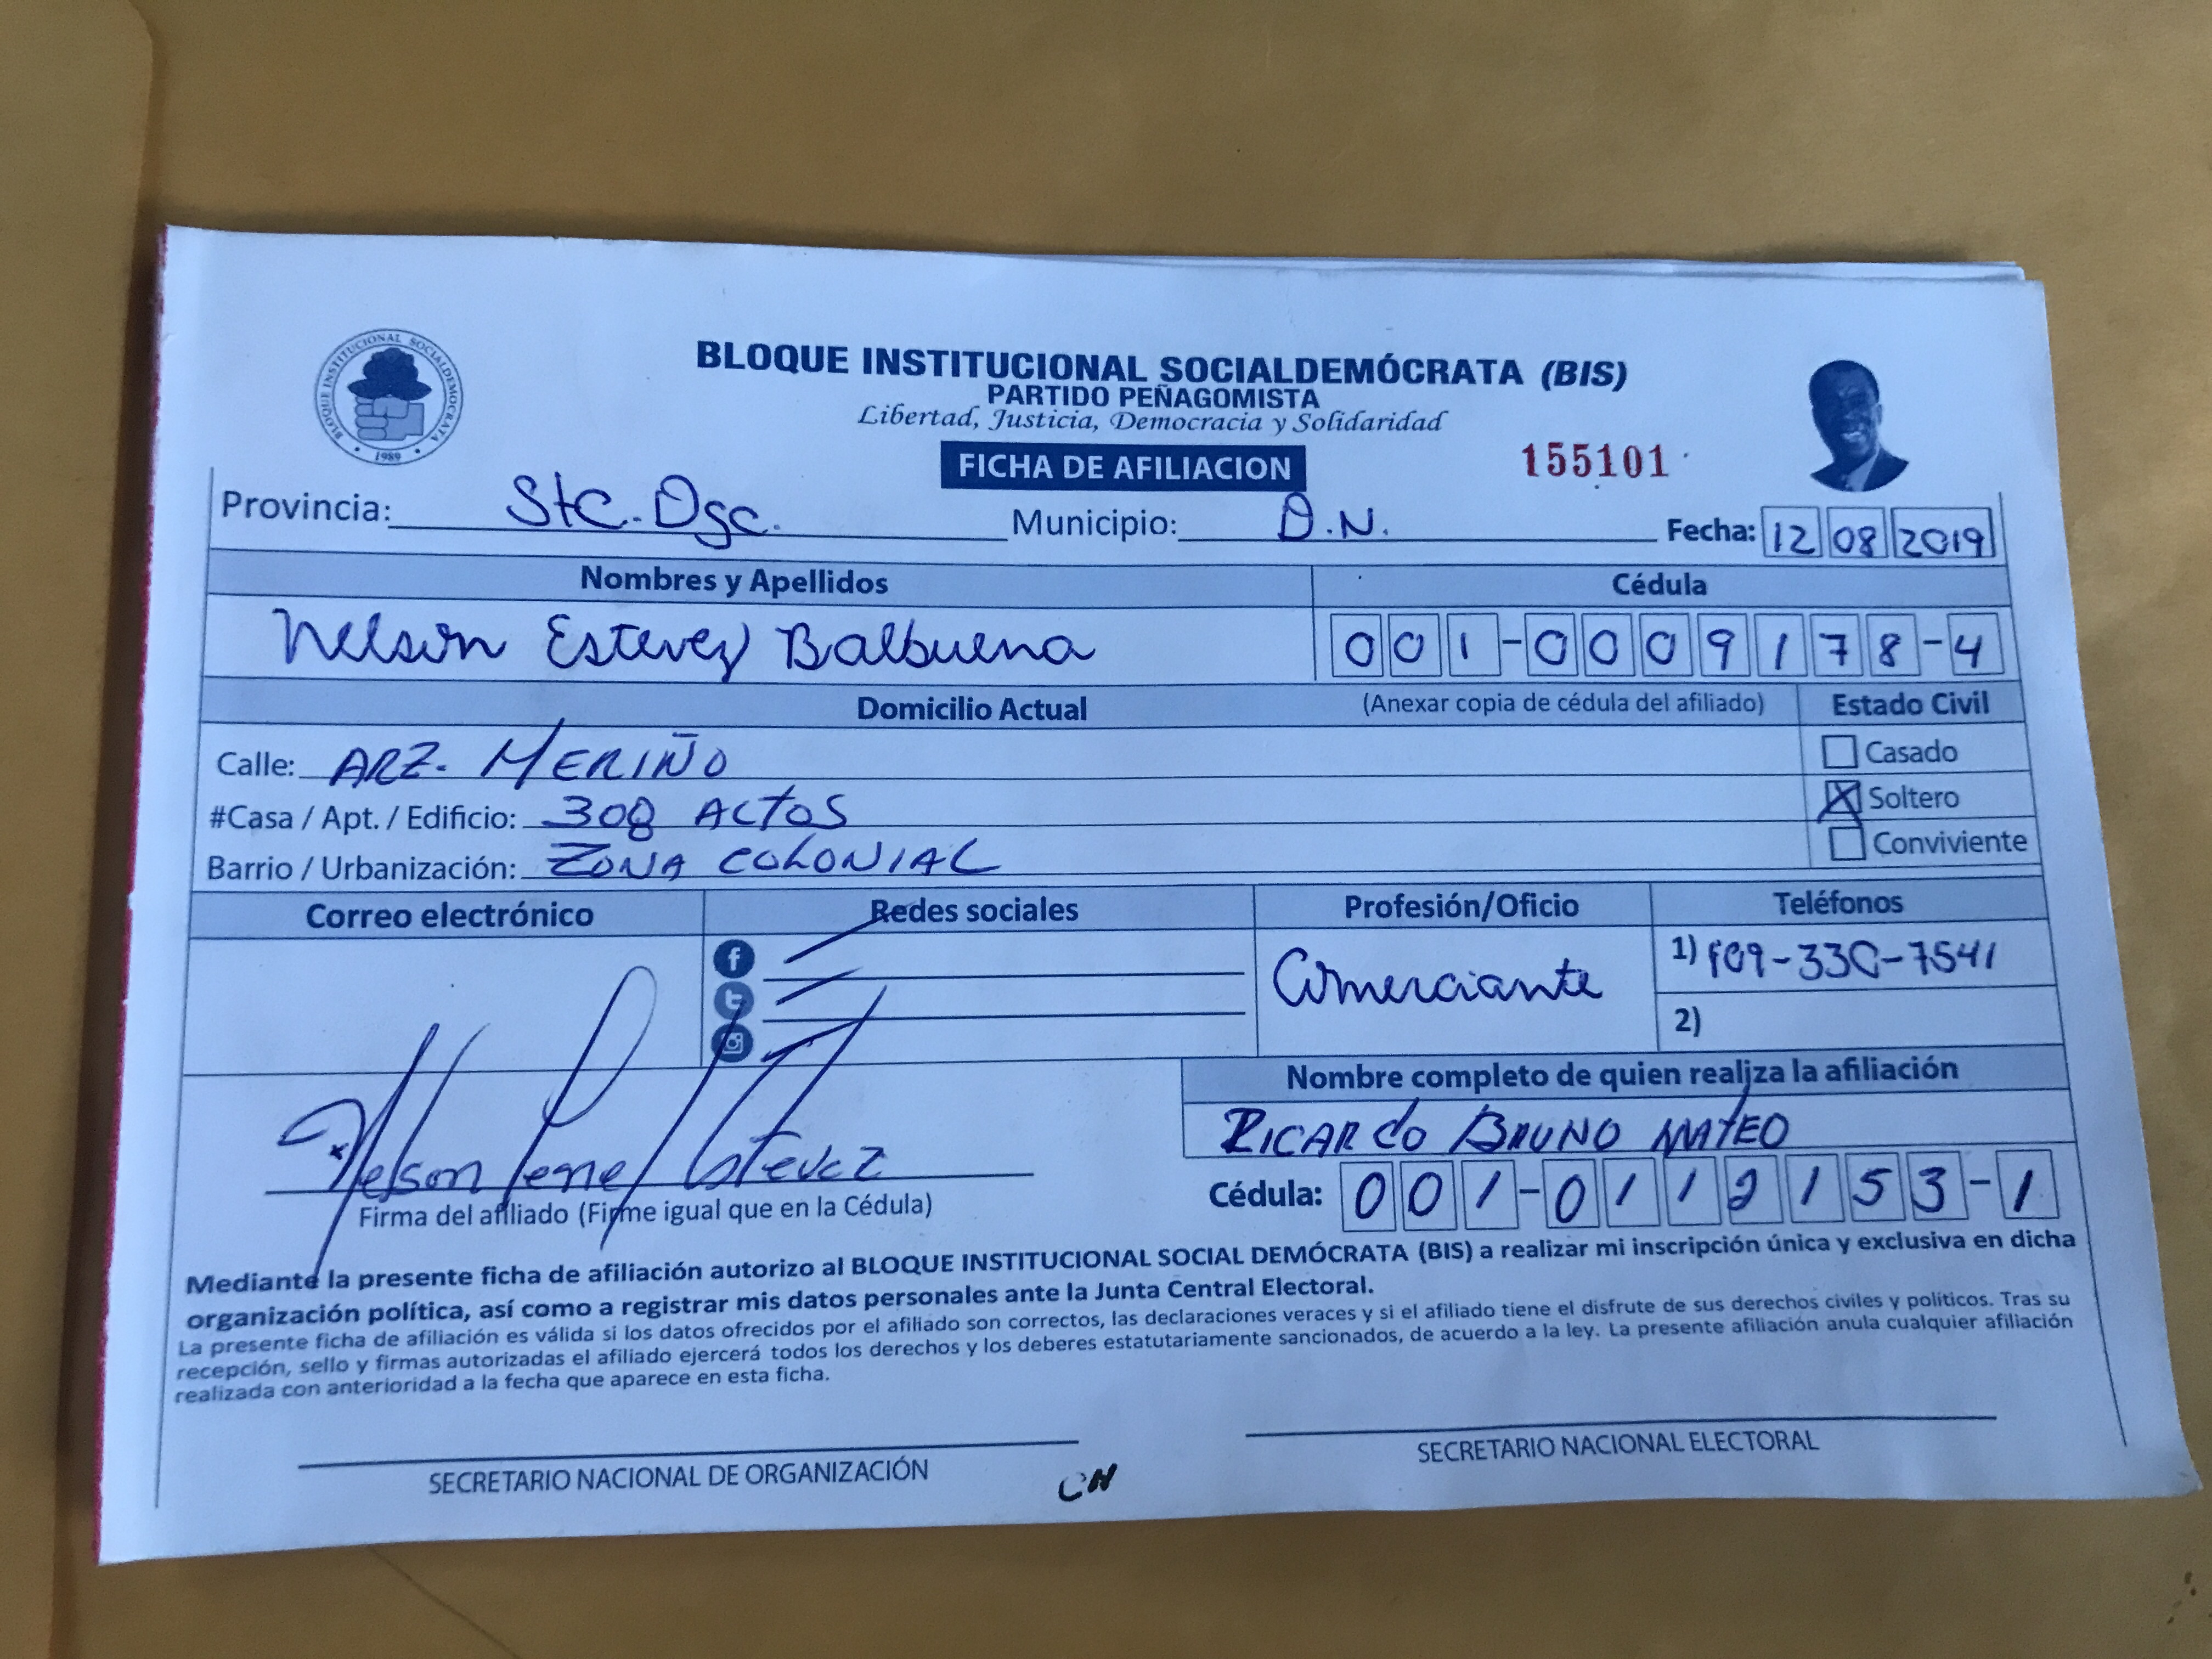 BLOQUE INSTITUCIONAL SOCIALDEMÓCRATA (BIS)
PARTIDO PEÑAGOMISTA
Libertad, Justicia, Democracia y Solidaridad
BLOQUE INSTITUCIONAL SOCIALDEMOCRATA
1989
FICHA DE AFILIACION
155101
Provincia: Sto. Dgo. Municipio: D.N. Fecha: 12 08 2019
Nombres y Apellidos Cédula
Nelson Estevez Balbuena 001-0009178-4
Domicilio Actual (Anexar copia de cédula del afiliado) Estado Civil
Calle: ARZ. MERIÑO Casado
#Casa / Apt. / Edificio: 308 ALTOS X Soltero
Barrio / Urbanización: ZONA COLONIAL Conviviente
Correo electrónico Redes sociales Profesión/Oficio Teléfonos
Comerciante 1) 809-330-7541
2)
Nombre completo de quien realiza la afiliación
RICARDO BRUNO MATEO
Nelson Rene Estevez
Cédula: 001-0112153-1
Firma del afiliado (Firme igual que en la Cédula)
Mediante la presente ficha de afiliación autorizo al BLOQUE INSTITUCIONAL SOCIAL DEMÓCRATA (BIS) a realizar mi inscripción única y exclusiva en dicha
organización política, así como a registrar mis datos personales ante la Junta Central Electoral.
La presente ficha de afiliación es válida si los datos ofrecidos por el afiliado son correctos, las declaraciones veraces y si el afiliado tiene el disfrute de sus derechos civiles y políticos. Tras su
recepción, sello y firmas autorizadas el afiliado ejercerá todos los derechos y los deberes estatutariamente sancionados, de acuerdo a la ley. La presente afiliación anula cualquier afiliación
realizada con anterioridad a la fecha que aparece en esta ficha.
SECRETARIO NACIONAL DE ORGANIZACIÓN SECRETARIO NACIONAL ELECTORAL
CN